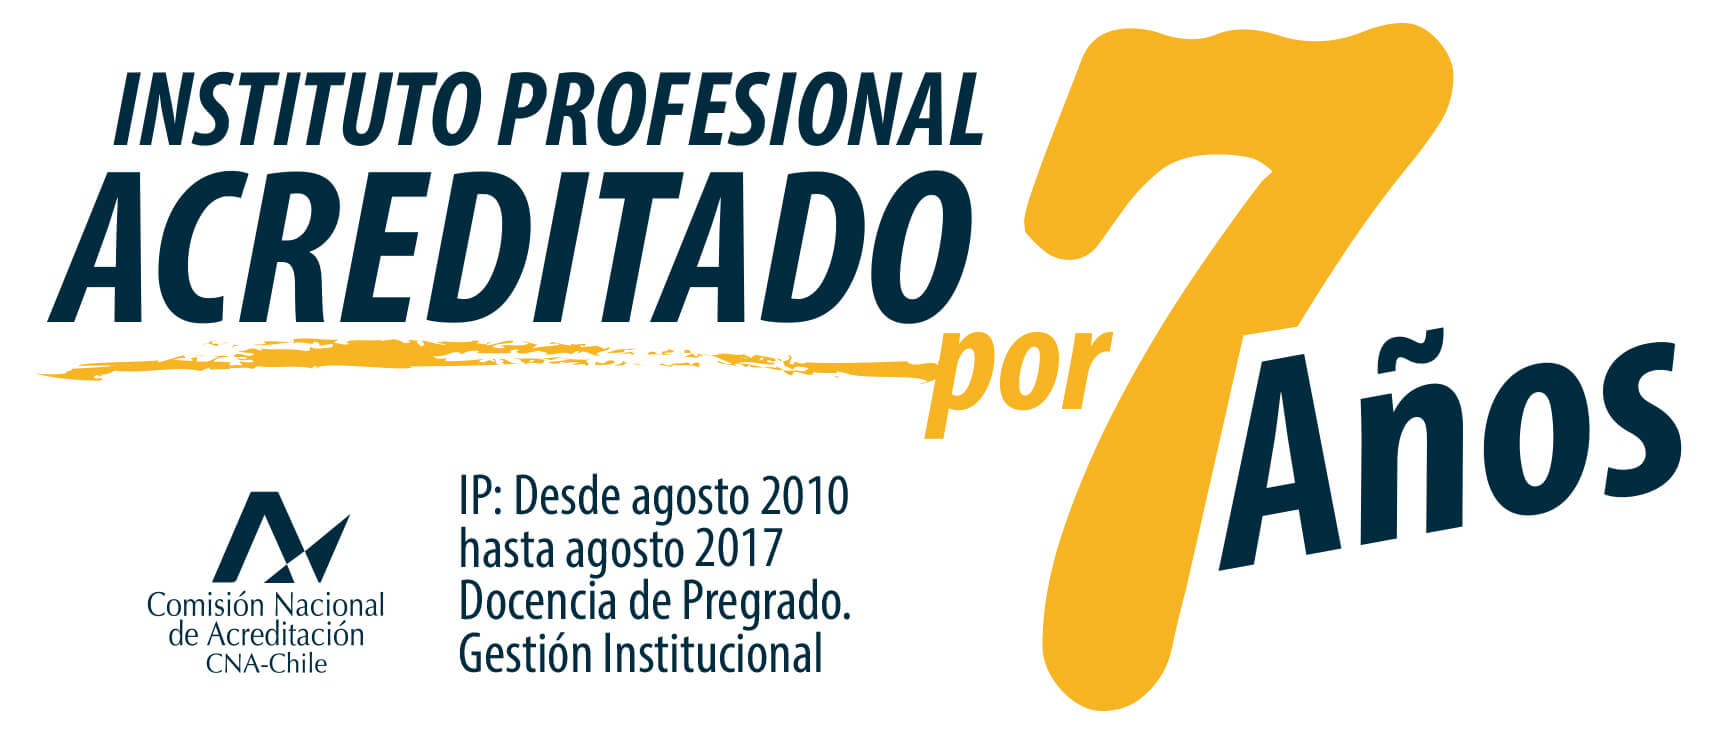 INSTITUTO PROFESIONAL
ACREDITADO
por 7 Años
IP: Desde agosto 2010
hasta agosto 2017
Docencia de Pregrado.
Gestión Institucional
Comisión Nacional
de Acreditación
CNA-Chile